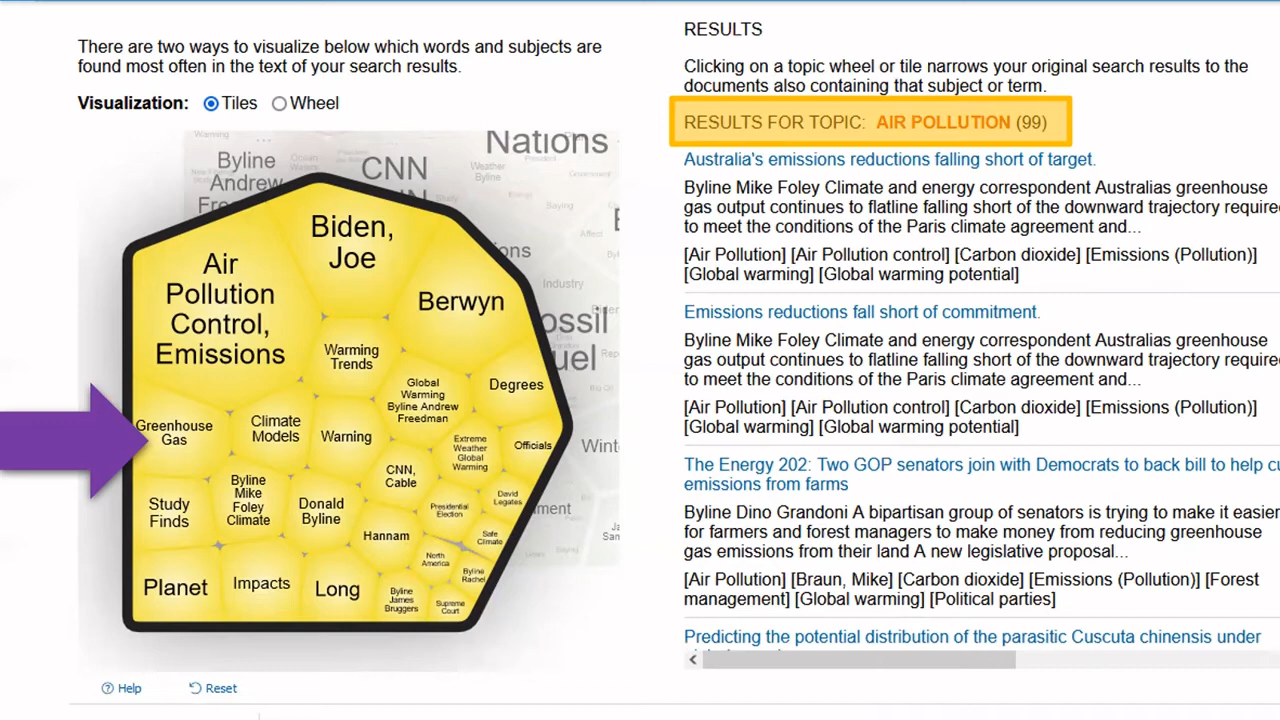 There are two ways to visualize below which words and subjects are
found most often in the text of your search results.
Visualization: Tiles Wheel
Nations
Warning
Byline
Andrew
CNN
Weather
Byline
Government
Saying
Affect
Industry
Air
Pollution
Control,
Emissions
Biden,
Joe
Berwyn
Warming
Trends
Global
Warming
Byline Andrew
Freedman
Degrees
Greenhouse
Gas
Climate
Models
Warning
Extreme
Weather
Global
Warming
Officials
Study
Finds
Byline
Mike
Foley
Climate
Donald
Byline
CNN,
Cable
Presidential
Election
David
Legates
Hannam
Safe
Climate
North
America
Byline
Rachel
Planet
Impacts
Long
Byline
James
Bruggers
Supreme
Court
Help
Reset
RESULTS
Clicking on a topic wheel or tile narrows your original search results to the
documents also containing that subject or term.
RESULTS FOR TOPIC: AIR POLLUTION (99)
Australia's emissions reductions falling short of target.
Byline Mike Foley Climate and energy correspondent Australias greenhouse
gas output continues to flatline falling short of the downward trajectory require
to meet the conditions of the Paris climate agreement and...
[Air Pollution] [Air Pollution control] [Carbon dioxide] [Emissions (Pollution)]
[Global warming] [Global warming potential]
Emissions reductions fall short of commitment.
Byline Mike Foley Climate and energy correspondent Australias greenhouse
gas output continues to flatline falling short of the downward trajectory require
to meet the conditions of the Paris climate agreement and...
[Air Pollution] [Air Pollution control] [Carbon dioxide] [Emissions (Pollution)]
[Global warming] [Global warming potential]
The Energy 202: Two GOP senators join with Democrats to back bill to help cu
emissions from farms
Byline Dino Grandoni A bipartisan group of senators is trying to make it easier
for farmers and forest managers to make money from reducing greenhouse
gas emissions from their land A new legislative proposal...
[Air Pollution] [Braun, Mike] [Carbon dioxide] [Emissions (Pollution)] [Forest
management] [Global warming] [Political parties]
Predicting the potential distribution of the parasitic Cuscuta chinensis under